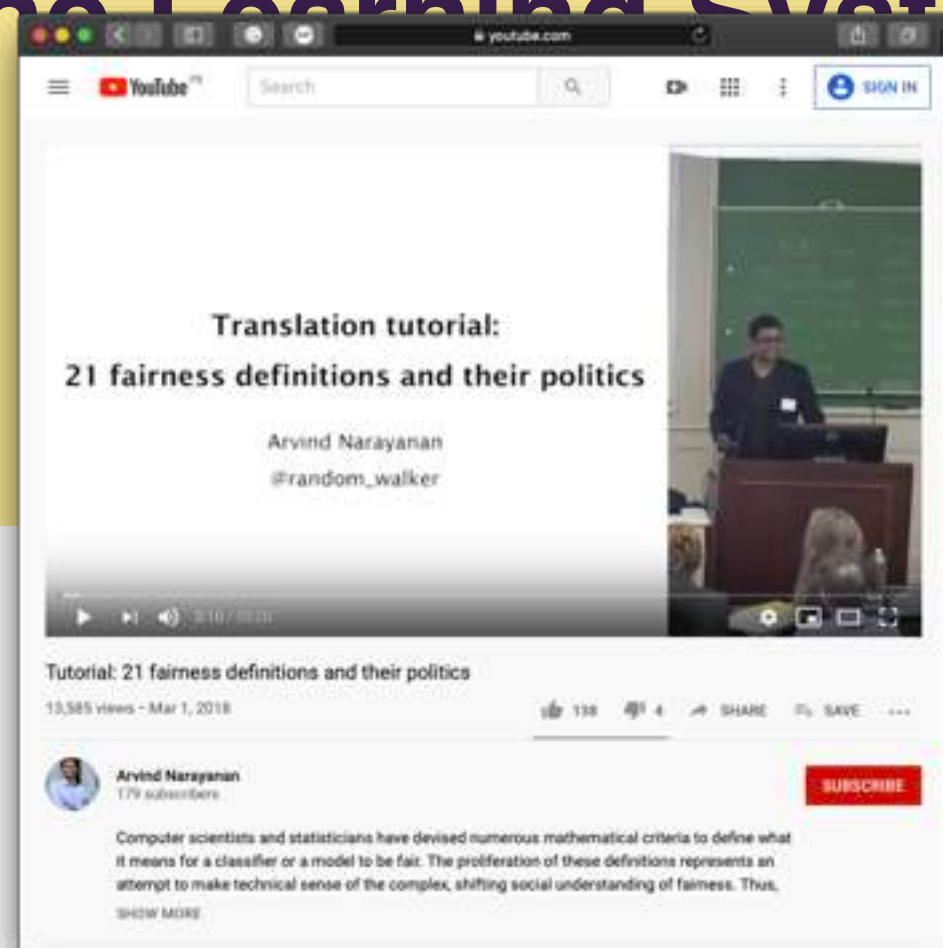 Learning Syst
youtube.com
YouTube
Search
SIGN IN
Translation tutorial:
21 fairness definitions and their politics
Arvind Narayanan
@random_walker
Tutorial: 21 fairness definitions and their politics
13,585 views • Mar 1, 2018
138
4
SHARE
SAVE
Arvind Narayanan
179 subscribers
SUBSCRIBE
Computer scientists and statisticians have devised numerous mathematical criteria to define what
it means for a classifier or a model to be fair. The proliferation of these definitions represents an
attempt to make technical sense of the complex, shifting social understanding of fairness. Thus,
SHOW MORE